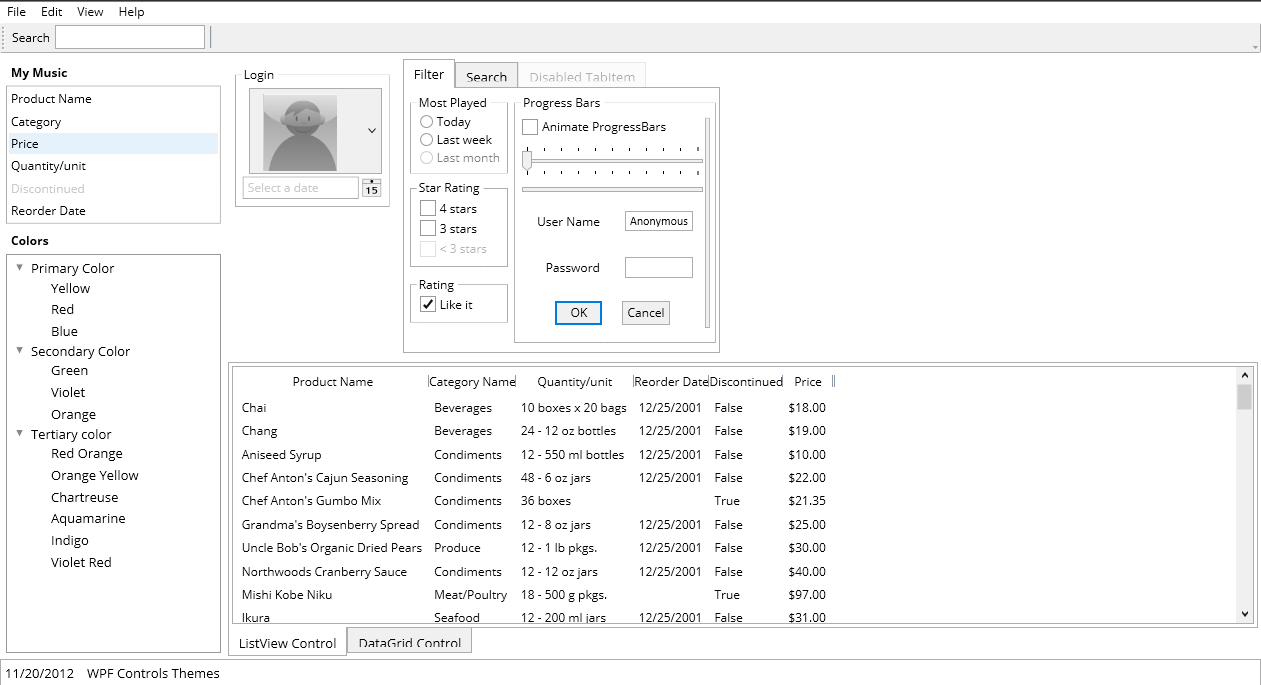 File Edit View Help
Search
My Music
Product Name
Category
Price
Quantity/unit
Discontinued
Reorder Date
Colors
Primary Color
Yellow
Red
Blue
Secondary Color
Green
Violet
Orange
Tertiary color
Red Orange
Orange Yellow
Chartreuse
Aquamarine
Indigo
Violet Red
Login
Select a date 15
Filter Search Disabled TabItem
Most Played
Today
Last week
Last month
Star Rating
4 stars
3 stars
< 3 stars
Rating
Like it
Progress Bars
Animate ProgressBars
User Name Anonymous
Password
OK Cancel
Product Name Category Name Quantity/unit Reorder Date Discontinued Price
Chai Beverages 10 boxes x 20 bags 12/25/2001 False $18.00
Chang Beverages 24 - 12 oz bottles 12/25/2001 False $19.00
Aniseed Syrup Condiments 12 - 550 ml bottles 12/25/2001 False $10.00
Chef Anton's Cajun Seasoning Condiments 48 - 6 oz jars 12/25/2001 False $22.00
Chef Anton's Gumbo Mix Condiments 36 boxes True $21.35
Grandma's Boysenberry Spread Condiments 12 - 8 oz jars 12/25/2001 False $25.00
Uncle Bob's Organic Dried Pears Produce 12 - 1 lb pkgs. 12/25/2001 False $30.00
Northwoods Cranberry Sauce Condiments 12 - 12 oz jars 12/25/2001 False $40.00
Mishi Kobe Niku Meat/Poultry 18 - 500 g pkgs. True $97.00
Ikura Seafood 12 - 200 ml jars 12/25/2001 False $31.00
ListView Control DataGrid Control
11/20/2012 WPF Controls Themes